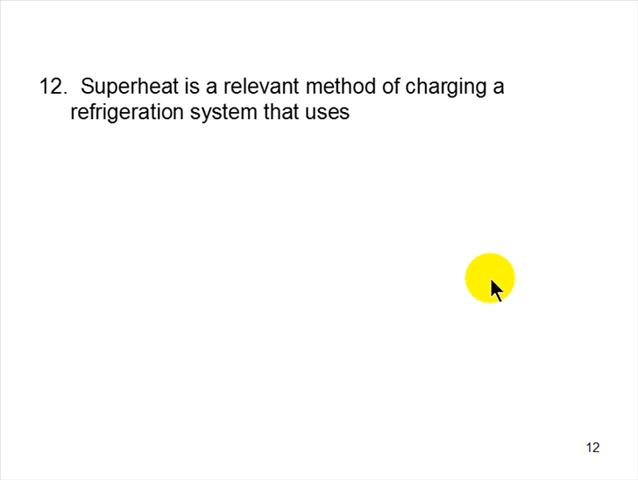 12. Superheat is a relevant method of charging a
refrigeration system that uses
12